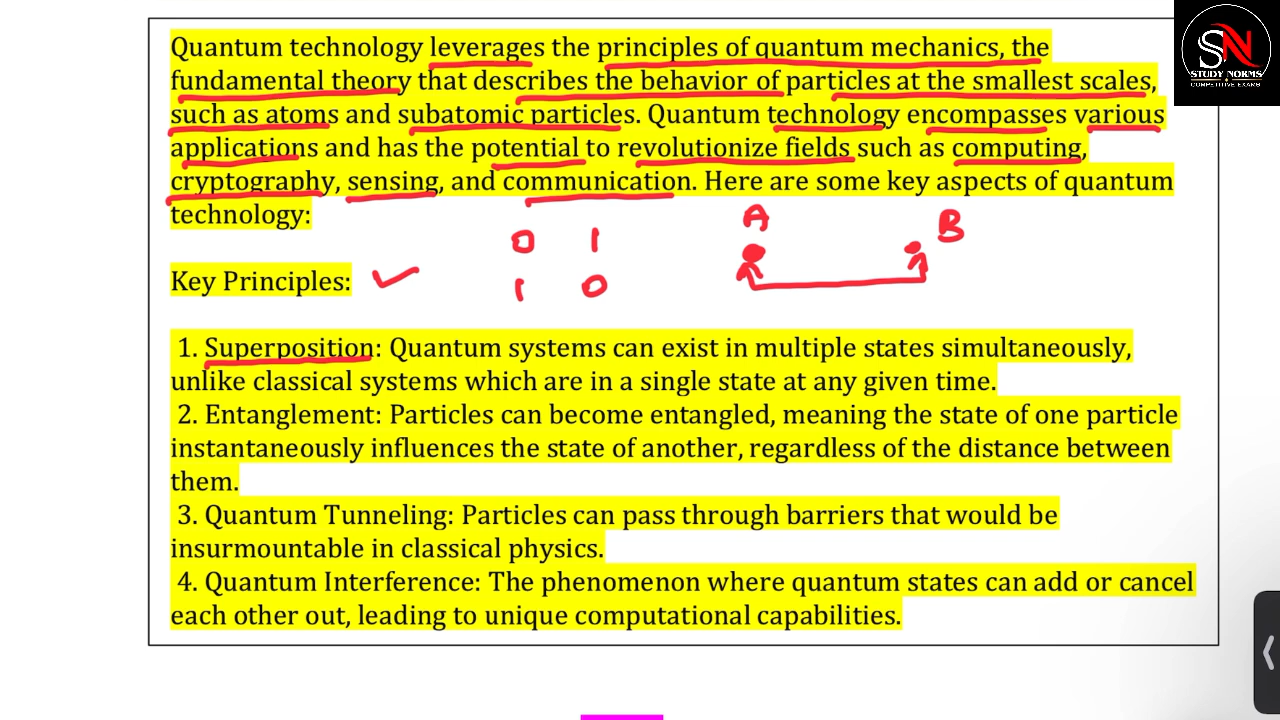 Quantum technology leverages the principles of quantum mechanics, the
fundamental theory that describes the behavior of particles at the smallest scales,
such as atoms and subatomic particles. Quantum technology encompasses various
applications and has the potential to revolutionize fields such as computing,
cryptography, sensing, and communication. Here are some key aspects of quantum
technology:
A B
0 1
Key Principles:
1 0
1. Superposition: Quantum systems can exist in multiple states simultaneously,
unlike classical systems which are in a single state at any given time.
2. Entanglement: Particles can become entangled, meaning the state of one particle
instantaneously influences the state of another, regardless of the distance between
them.
3. Quantum Tunneling: Particles can pass through barriers that would be
insurmountable in classical physics.
4. Quantum Interference: The phenomenon where quantum states can add or cancel
each other out, leading to unique computational capabilities.
SN
STUDY NORMS
COMPETITIVE EXAMS